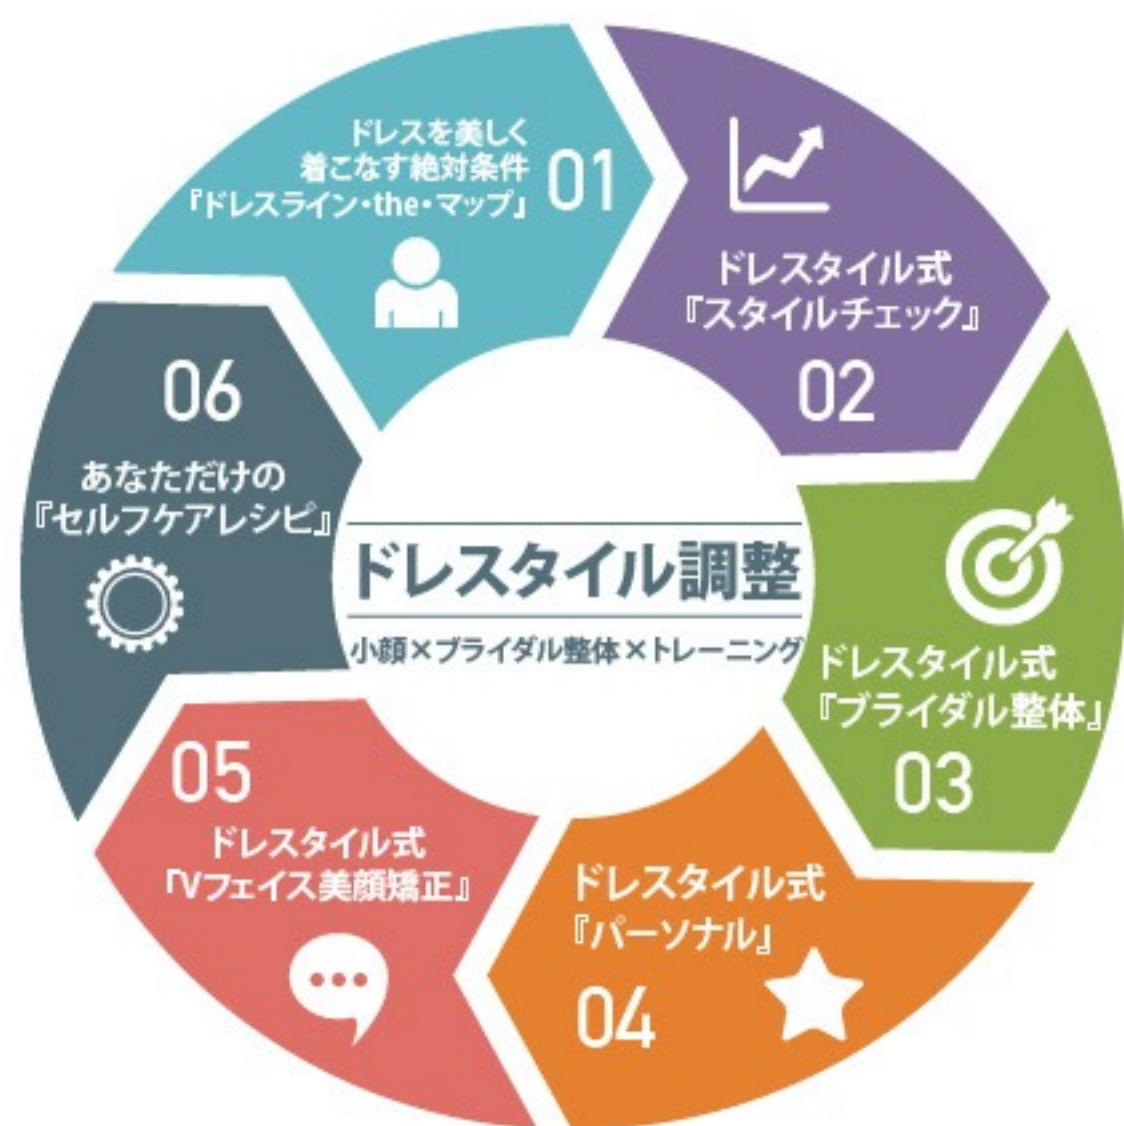 ドレスを美しく
着こなす絶対条件
『ドレスライン・the・マップ』
01
ドレスタイル式
『スタイルチェック』
02
ドレスタイル式
『ブライダル整体』
03
ドレスタイル式
『パーソナル』
04
05
ドレスタイル式
『Vフェイス美顔矯正』
06
あなただけの
『セルフケアレシピ』
ドレスタイル調整
小顔×ブライダル整体×トレーニング